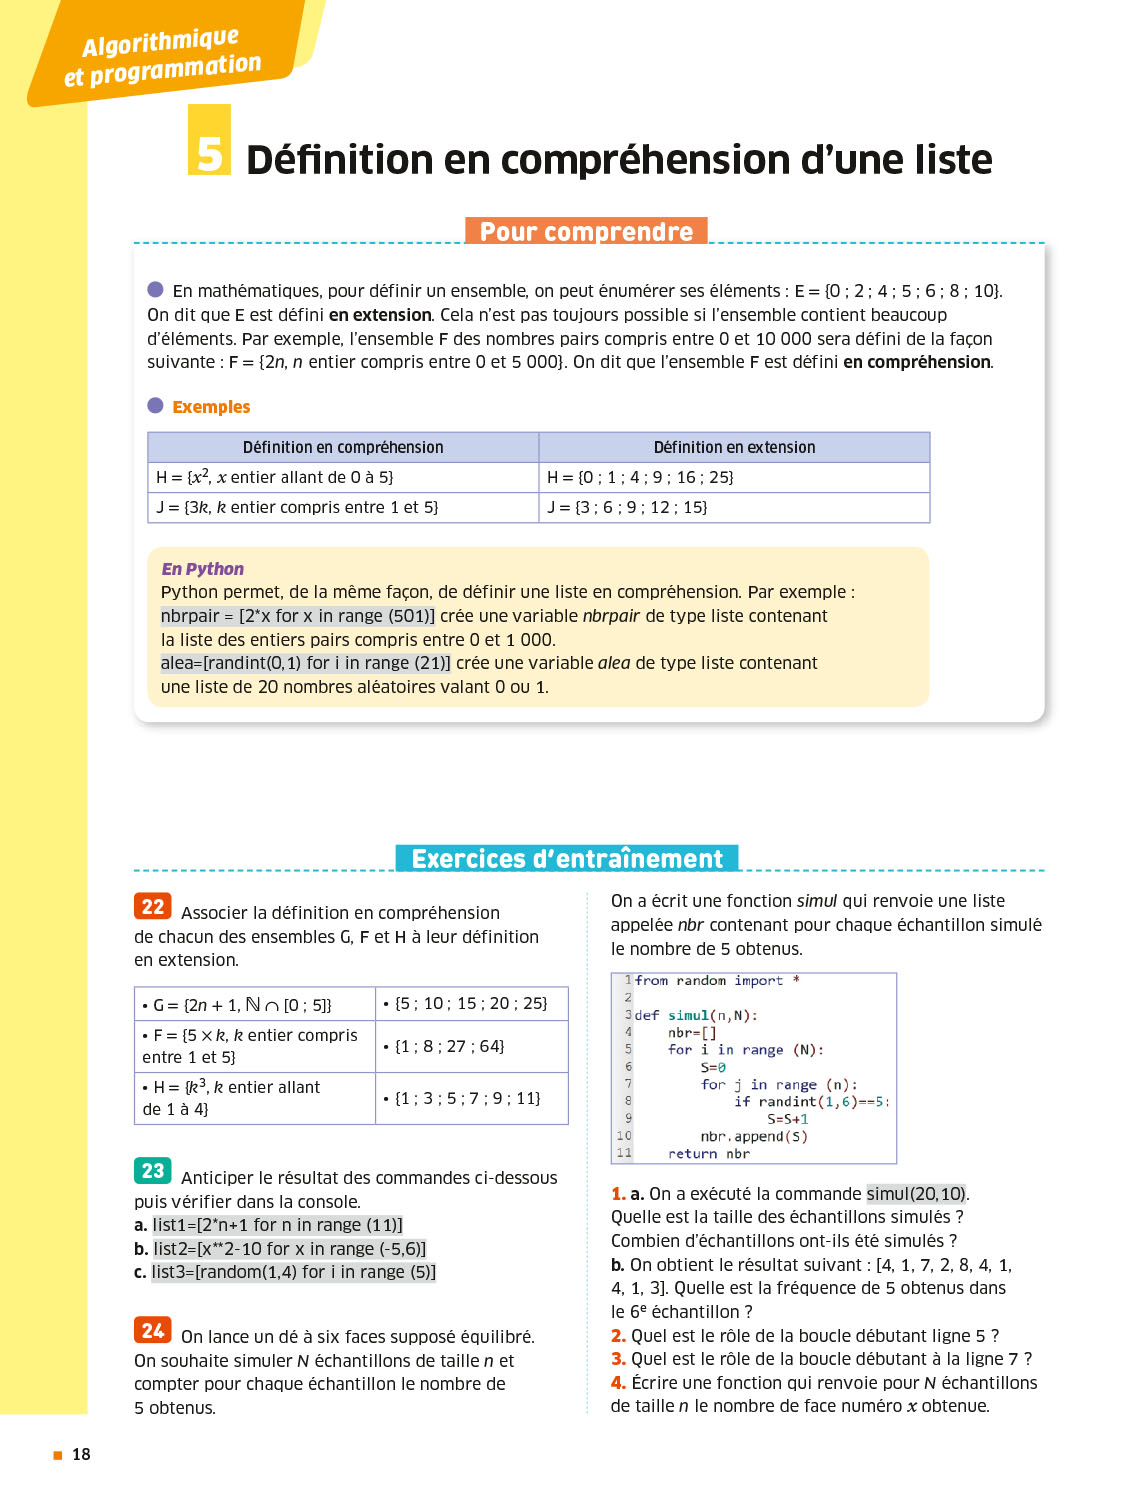 Algorithmique
et programmation
5 Définition en compréhension d’une liste
Pour comprendre
● En mathématiques, pour définir un ensemble, on peut énumérer ses éléments : E = {0 ; 2 ; 4 ; 5 ; 6 ; 8 ; 10}.
On dit que E est défini en extension. Cela n’est pas toujours possible si l’ensemble contient beaucoup
d’éléments. Par exemple, l’ensemble F des nombres pairs compris entre 0 et 10 000 sera défini de la façon
suivante : F = {2n, n entier compris entre 0 et 5 000}. On dit que l’ensemble F est défini en compréhension.
● Exemples
Définition en compréhension Définition en extension
H = {x², x entier allant de 0 à 5} H = {0 ; 1 ; 4 ; 9 ; 16 ; 25}
J = {3k, k entier compris entre 1 et 5} J = {3 ; 6 ; 9 ; 12 ; 15}
En Python
Python permet, de la même façon, de définir une liste en compréhension. Par exemple :
nbrpair = [2*x for x in range (501)] crée une variable nbrpair de type liste contenant
la liste des entiers pairs compris entre 0 et 1 000.
alea=[randint(0,1) for i in range (21)] crée une variable alea de type liste contenant
une liste de 20 nombres aléatoires valant 0 ou 1.
Exercices d’entraînement
22 Associer la définition en compréhension
de chacun des ensembles G, F et H à leur définition
en extension.
• G = {2n + 1, ℕ ∩ [0 ; 5]} • {5 ; 10 ; 15 ; 20 ; 25}
• F = {5 × k, k entier compris
entre 1 et 5}
• {1 ; 8 ; 27 ; 64}
• H = {k³, k entier allant
de 1 à 4}
• {1 ; 3 ; 5 ; 7 ; 9 ; 11}
23 Anticiper le résultat des commandes ci-dessous
puis vérifier dans la console.
a. list1=[2*n+1 for n in range (11)]
b. list2=[x**2-10 for x in range (-5,6)]
c. list3=[random(1,4) for i in range (5)]
24 On lance un dé à six faces supposé équilibré.
On souhaite simuler N échantillons de taille n et
compter pour chaque échantillon le nombre de
5 obtenus.
On a écrit une fonction simul qui renvoie une liste
appelée nbr contenant pour chaque échantillon simulé
le nombre de 5 obtenus.
1 from random import *
2
3 def simul(n,N):
4     nbr=[]
5     for i in range (N):
6         S=0
7         for j in range (n):
8             if randint(1,6)==5:
9                 S=S+1
10         nbr.append(S)
11     return nbr
1. a. On a exécuté la commande simul(20,10).
Quelle est la taille des échantillons simulés ?
Combien d’échantillons ont-ils été simulés ?
b. On obtient le résultat suivant : [4, 1, 7, 2, 8, 4, 1,
4, 1, 3]. Quelle est la fréquence de 5 obtenus dans
le 6e échantillon ?
2. Quel est le rôle de la boucle débutant ligne 5 ?
3. Quel est le rôle de la boucle débutant à la ligne 7 ?
4. Écrire une fonction qui renvoie pour N échantillons
de taille n le nombre de face numéro x obtenue.
18